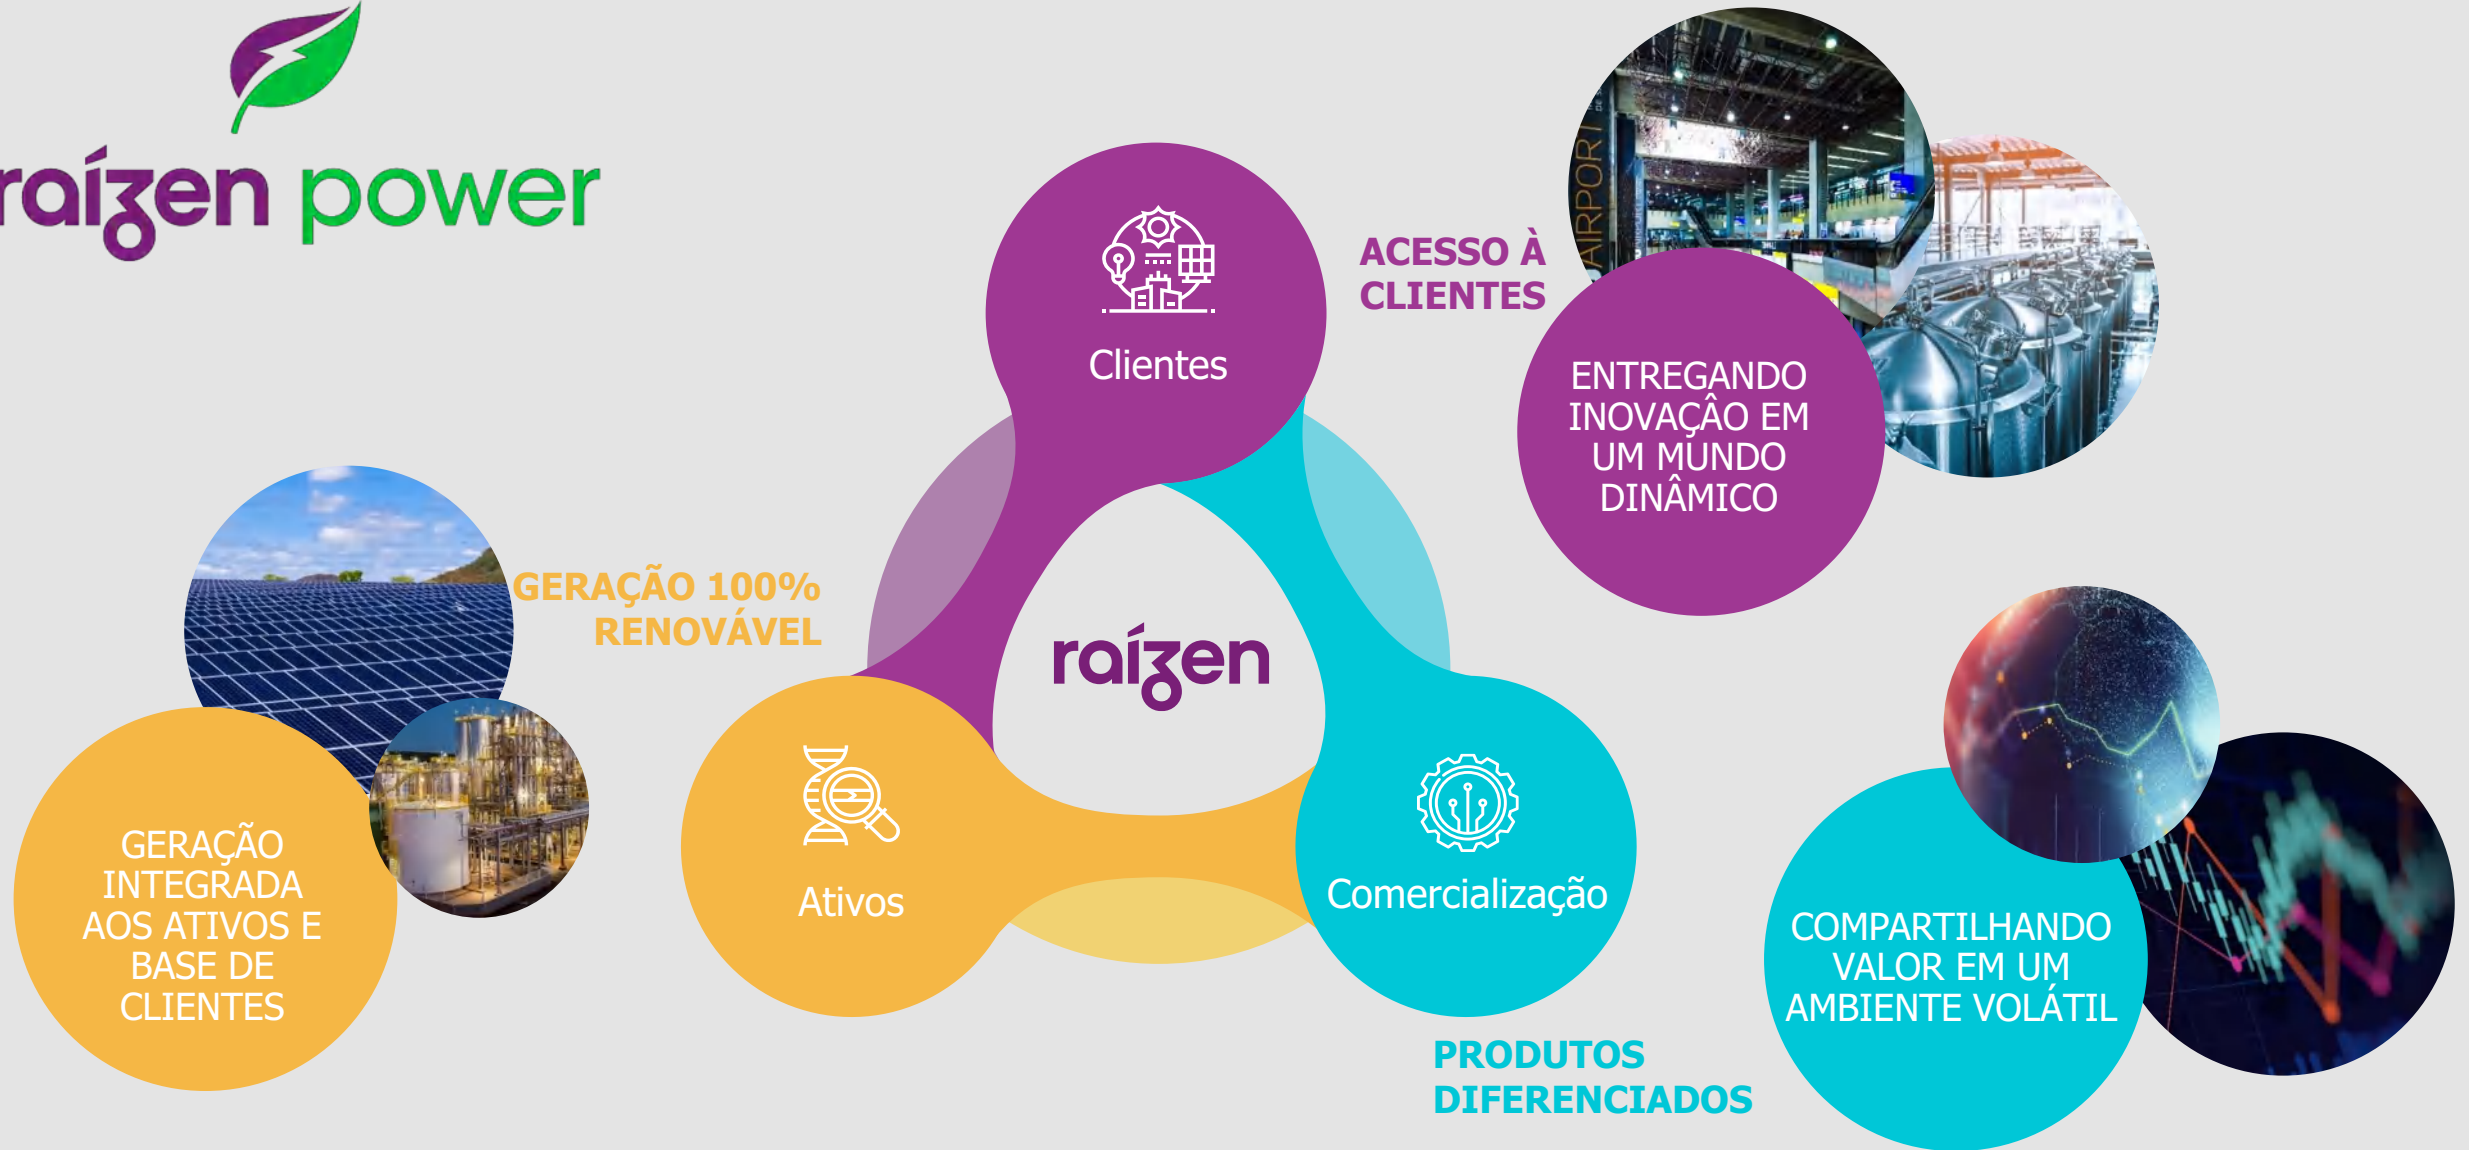 raízen power
Clientes
ACESSO À
CLIENTES
AIRPORT
ENTREGANDO
INOVAÇÂO EM
UM MUNDO
DINÂMICO
GERAÇÃO 100%
RENOVÁVEL
raízen
GERAÇÃO
INTEGRADA
AOS ATIVOS E
BASE DE
CLIENTES
Ativos
Comercialização
COMPARTILHANDO
VALOR EM UM
AMBIENTE VOLÁTIL
PRODUTOS
DIFERENCIADOS